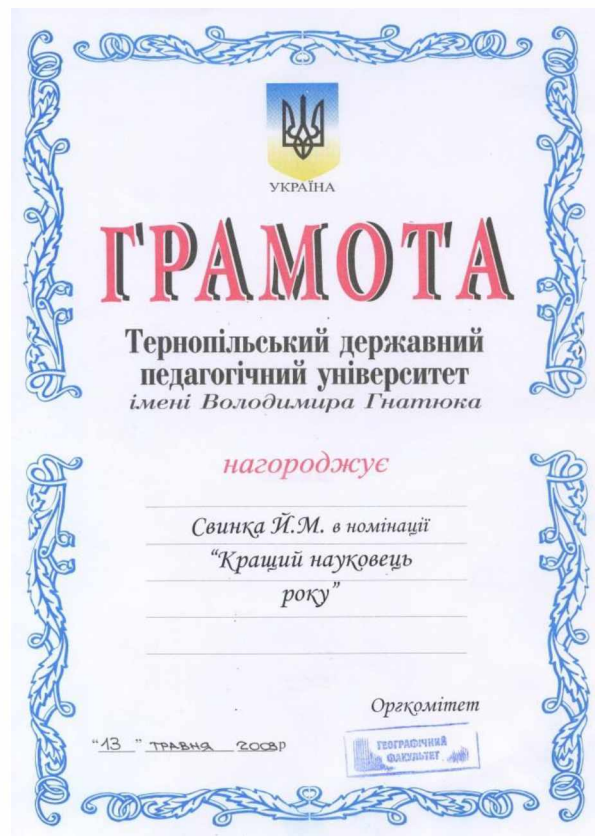 УКРАЇНА
ГРАМОТА
Тернопільський державний
педагогічний університет
імені Володимира Гнатюка
нагороджує
Свинка Й.М. в номінації
“Кращий науковець
року”
Оргкомітет
“13” травня 2008р
ГЕОГРАФІЧНИЙ
ФАКУЛЬТЕТ